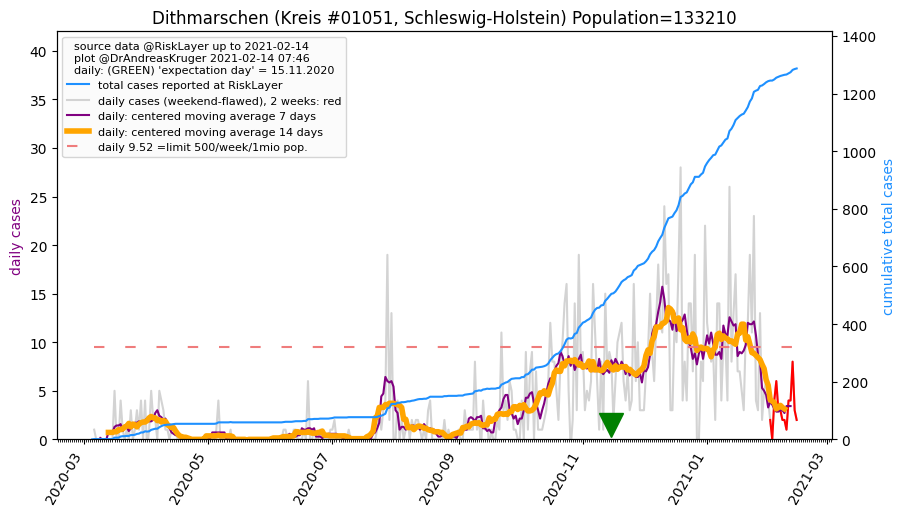 Dithmarschen (Kreis #01051, Schleswig-Holstein) Population=133210
source data @RiskLayer up to 2021-02-14
plot @DrAndreasKruger 2021-02-14 07:46
daily: (GREEN) 'expectation day' = 15.11.2020
total cases reported at RiskLayer
daily cases (weekend-flawed), 2 weeks: red
daily: centered moving average 7 days
daily: centered moving average 14 days
daily 9.52 =limit 500/week/1mio pop.
daily cases
40
35
30
25
20
15
10
5
0
cumulative total cases
1400
1200
1000
800
600
400
200
0
2020-03
2020-05
2020-07
2020-09
2020-11
2021-01
2021-03